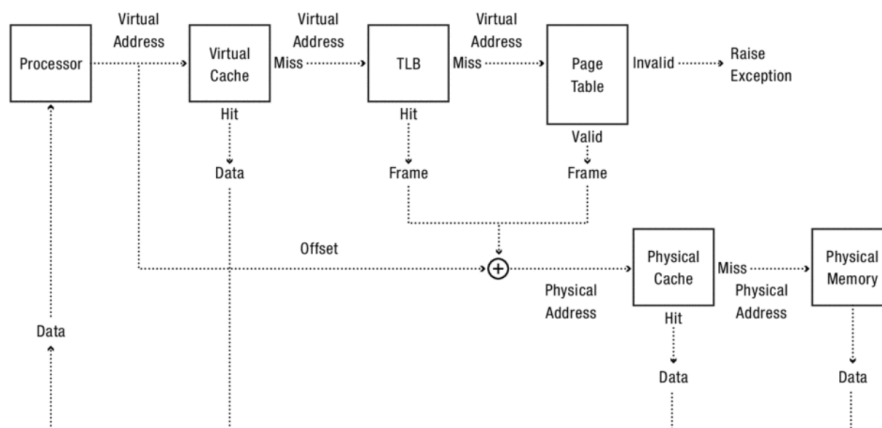 Virtual
Address
Virtual
Address
Virtual
Address
Processor
Virtual
Cache
Miss
TLB
Miss
Page
Table
Invalid
Raise
Exception
Hit
Hit
Valid
Data
Frame
Frame
Offset
Physical
Cache
Miss
Physical
Memory
Physical
Address
Physical
Address
Hit
Data
Data
Data